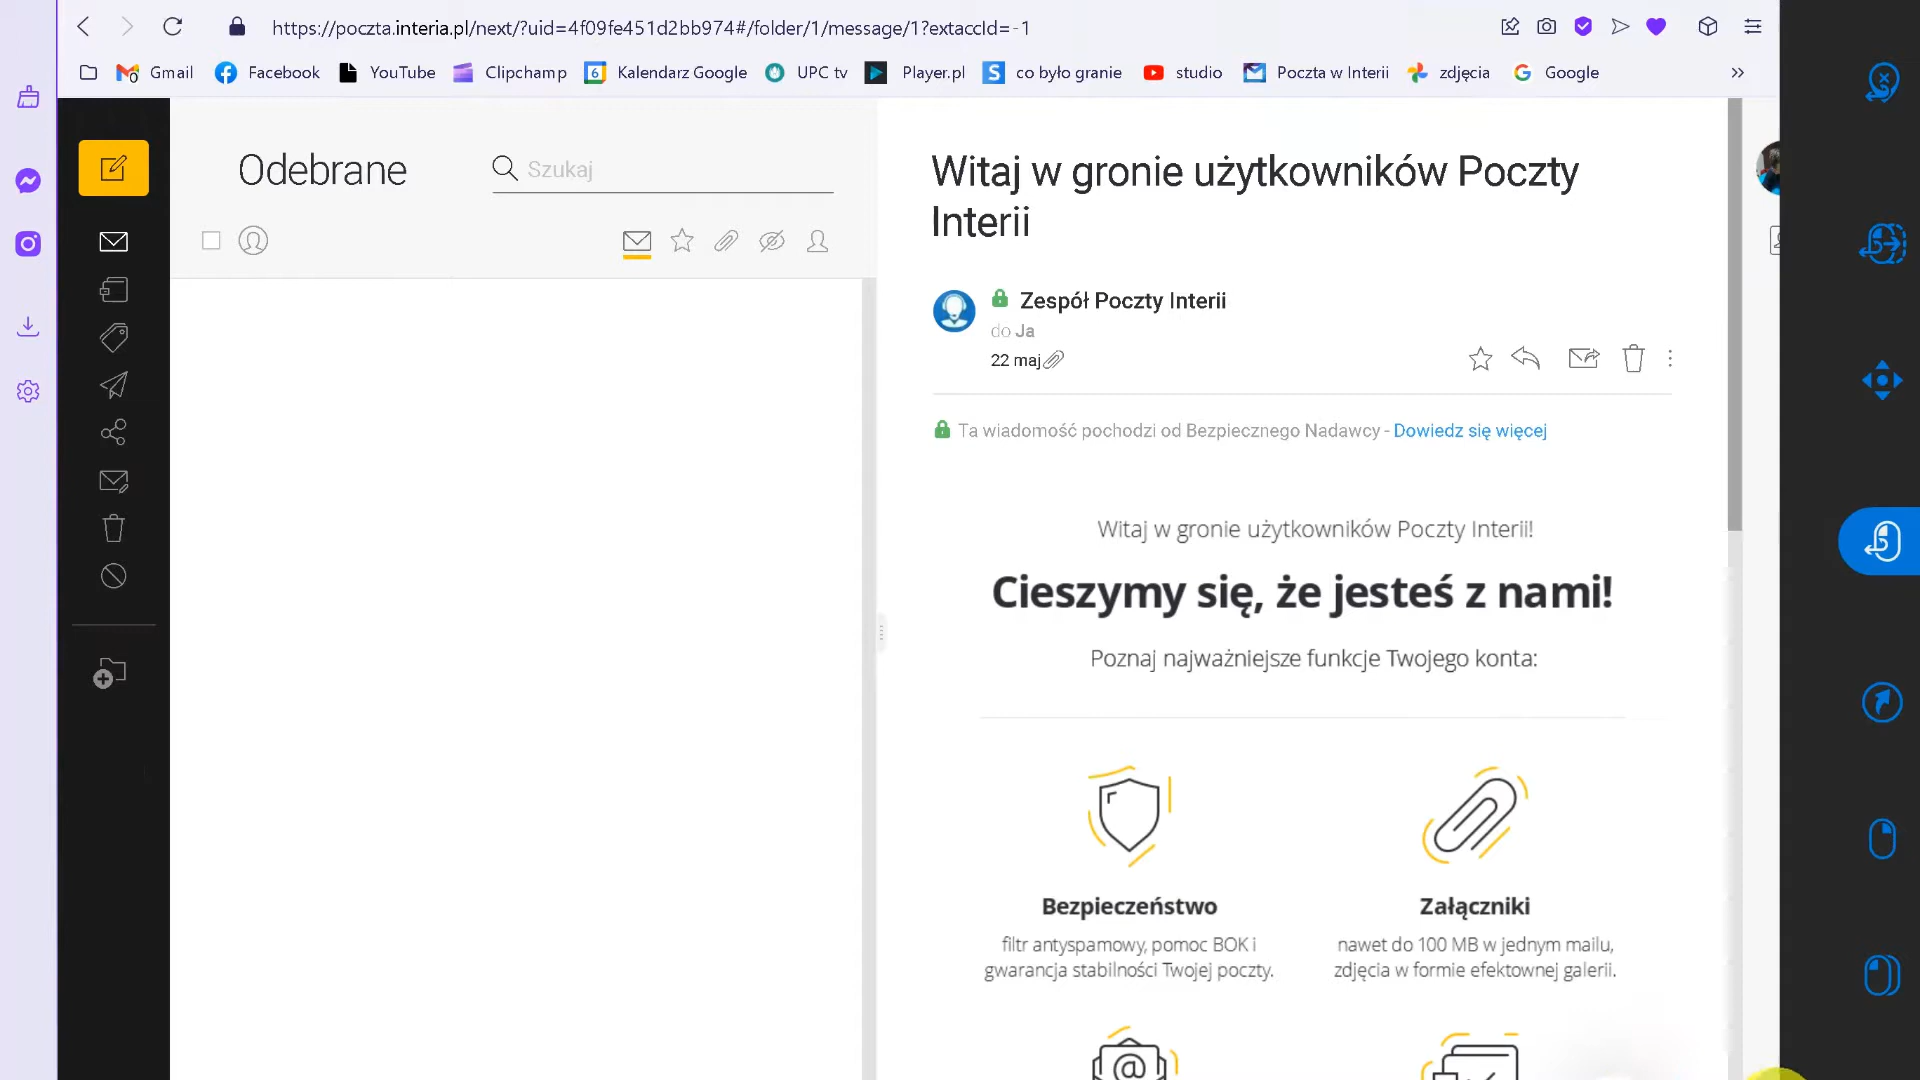 https://poczta.interia.pl/next/?uid=4f09fe451d2bb974#/folder/1/message/1?extaccId=-1
Gmail Facebook YouTube Clipchamp 6 Kalendarz Google UPC tv Player.pl S co było granie studio Poczta w Interii zdjęcia Google
Odebrane
Szukaj
Witaj w gronie użytkowników Poczty
Interii
Zespół Poczty Interii
do Ja
22 maj
Ta wiadomość pochodzi od Bezpiecznego Nadawcy - Dowiedz się więcej
Witaj w gronie użytkowników Poczty Interii!
Cieszymy się, że jesteś z nami!
Poznaj najważniejsze funkcje Twojego konta:
Bezpieczeństwo
filtr antyspamowy, pomoc BOK i
gwarancja stabilności Twojej poczty.
Załączniki
nawet do 100 MB w jednym mailu,
zdjęcia w formie efektownej galerii.